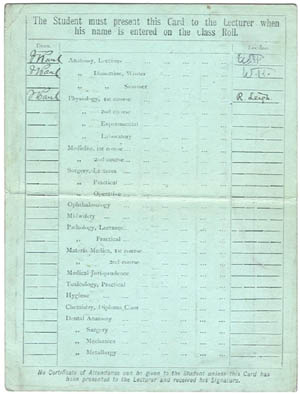 The Student must present this Card to the Lecturer when
his name is entered on the Class Roll.
Dean. Lecturer.
Anatomy, Lectures
„ Dissection, Winter
„ „ Summer
Physiology, 1st course R. Leigh
„ 2nd course
„ Experimental
„ Laboratory
Medicine, 1st course
„ 2nd course
Surgery, Lectures
„ Practical
„ Operative
Ophthalmology
Midwifery
Pathology, Lectures
„ Practical
Materia Medica, 1st course
„ 2nd course
Medical Jurisprudence
Toxicology, Practical
Hygiene
Chemistry, Diploma Class
Dental Anatomy
„ Surgery
„ Mechanics
„ Metallurgy
No Certificate of Attendance can be given to the Student unless this Card has
been presented to the Lecturer and received his Signature.